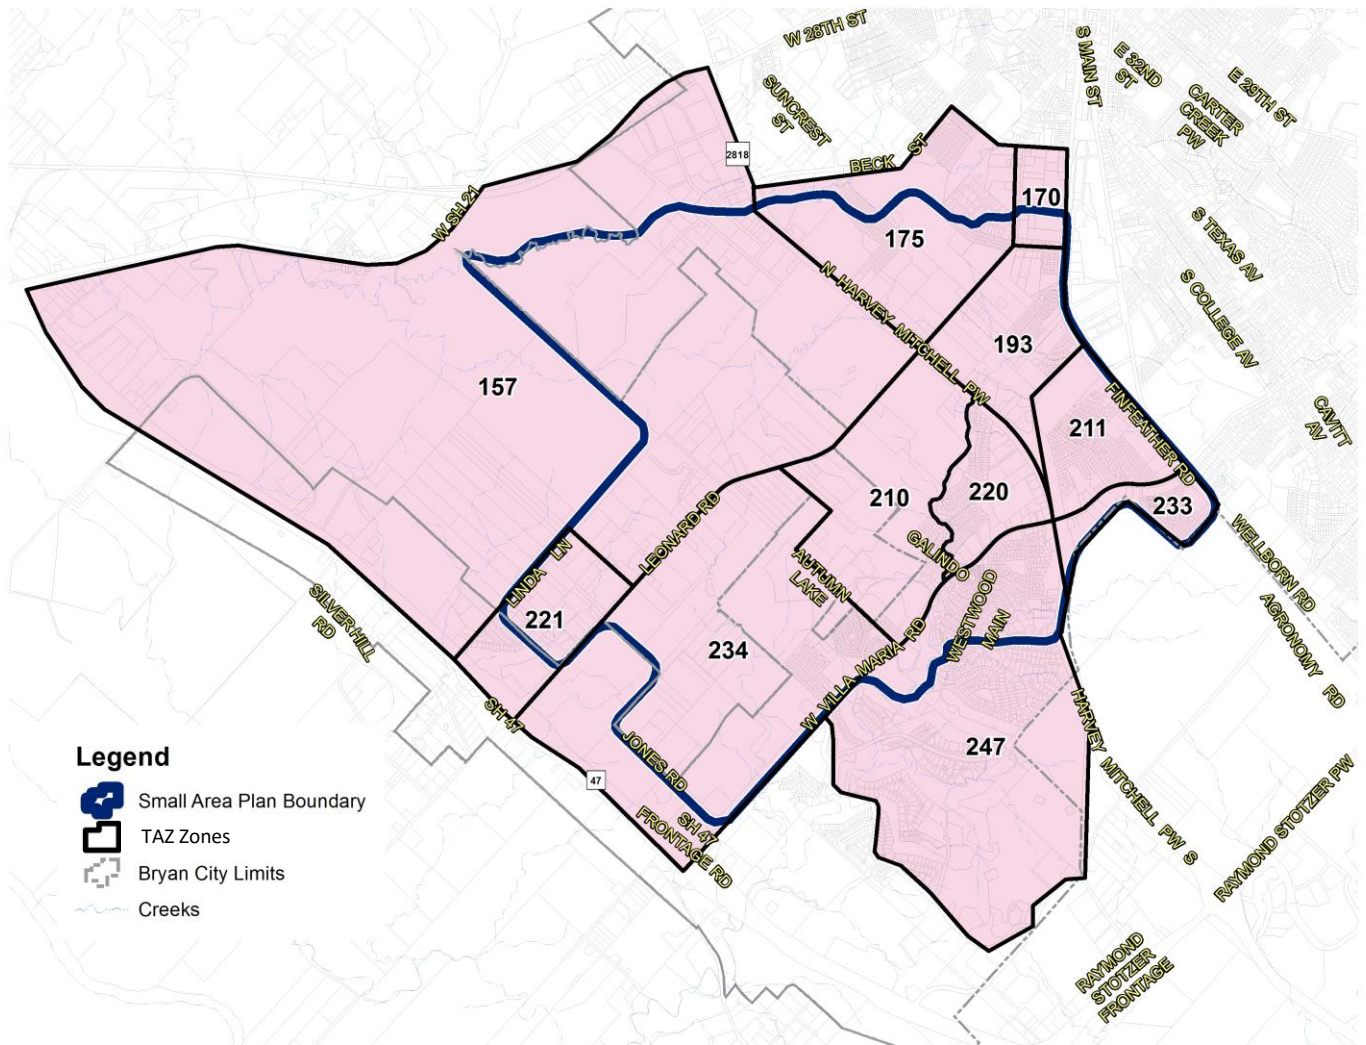 W 28TH ST
SUNCREST
ST
S MAIN ST
E 32ND
ST
CARTER
CREEK
PW
E 29TH ST
2818
BECK ST
170
W SH 21
175
S TEXAS AV
N HARVEY MITCHELL PW
S COLLEGE AV
193
157
FINFEATHER RD
CAVITT
AV
211
LEONARD RD
210
220
233
GALINDO
WELLBORN RD
LINDA LN
AUTUMN
LAKE
WESTWOOD
MAIN
SILVER HILL
RD
221
AGRONOMY RD
234
W VILLA MARIA RD
SH 47
HARVEY MITCHELL PW S
247
JONES RD
47
RAYMOND STOTZER PW
SH 47
FRONTAGE RD
RAYMOND
STOTZER
FRONTAGE
Legend
Small Area Plan Boundary
TAZ Zones
Bryan City Limits
Creeks